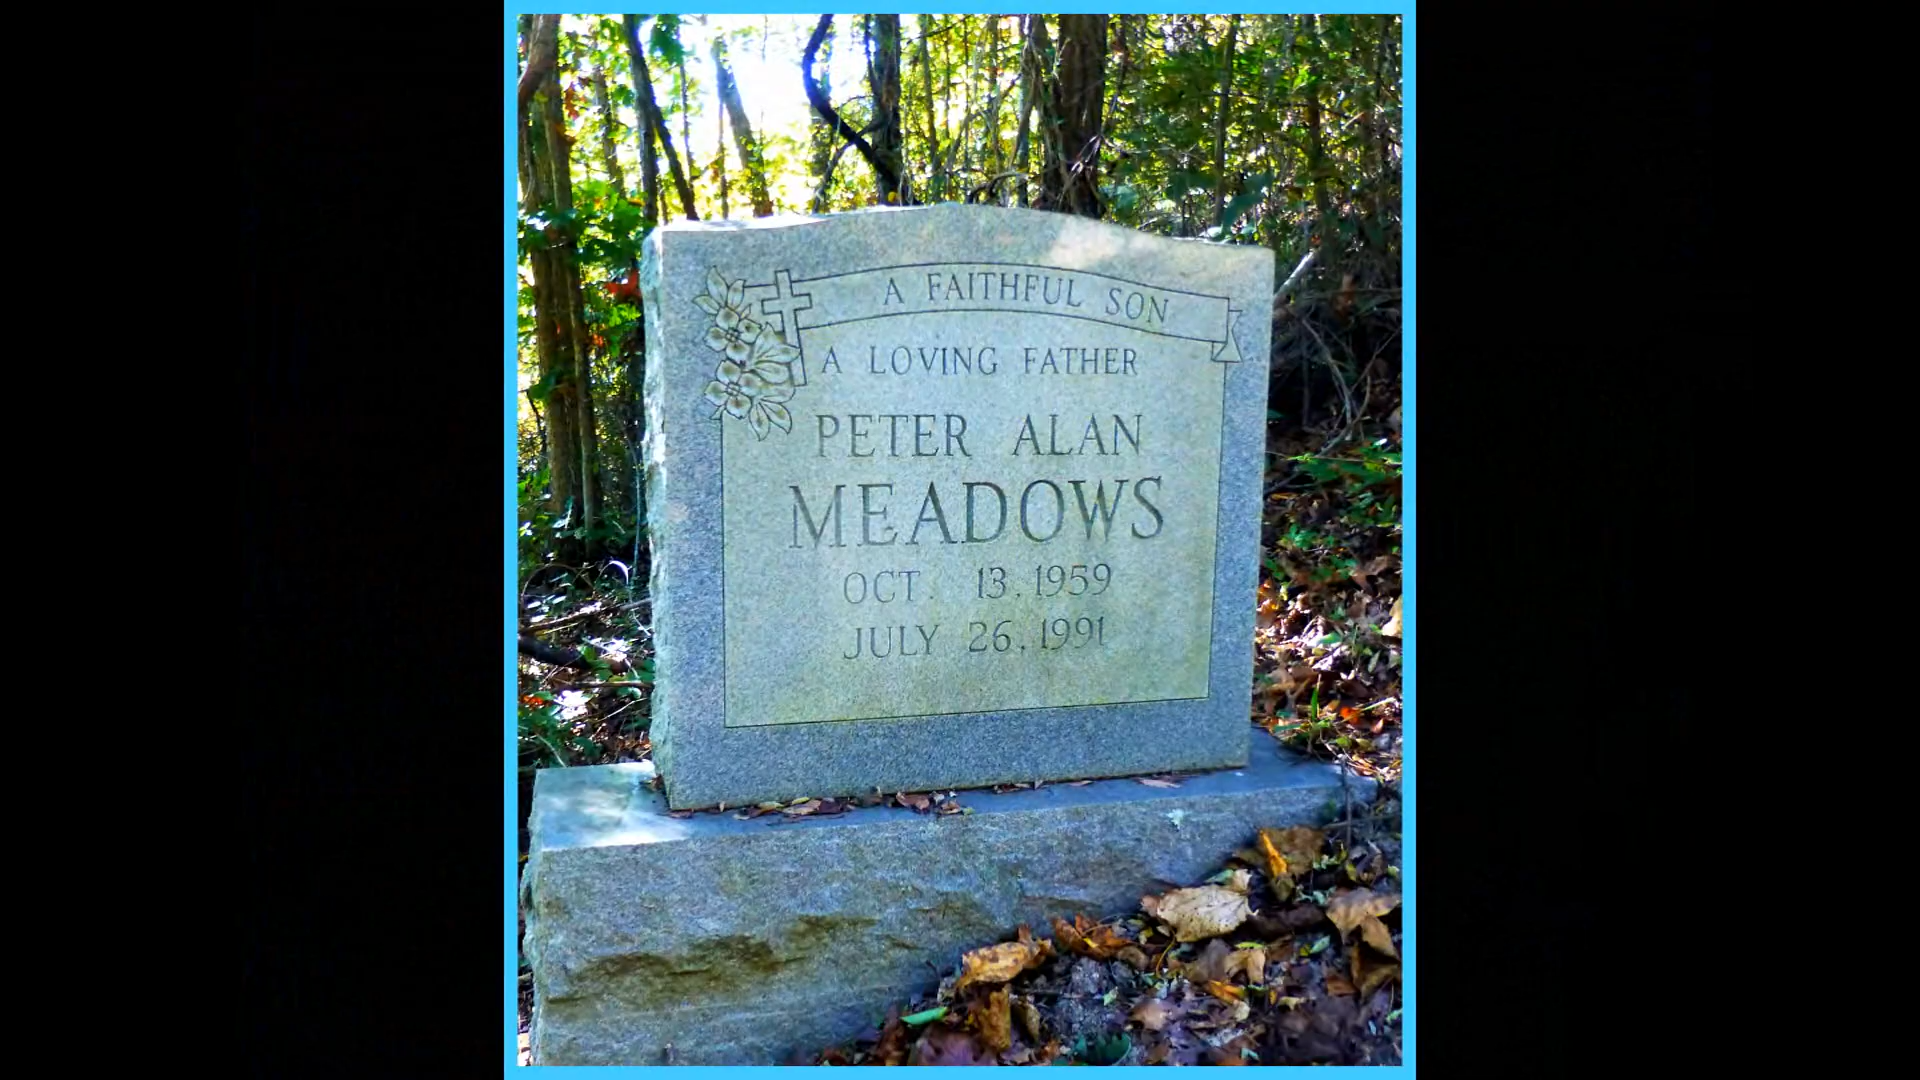 A FAITHFUL SON
A LOVING FATHER
PETER ALAN
MEADOWS
OCT. 13, 1959
JULY 26, 1991